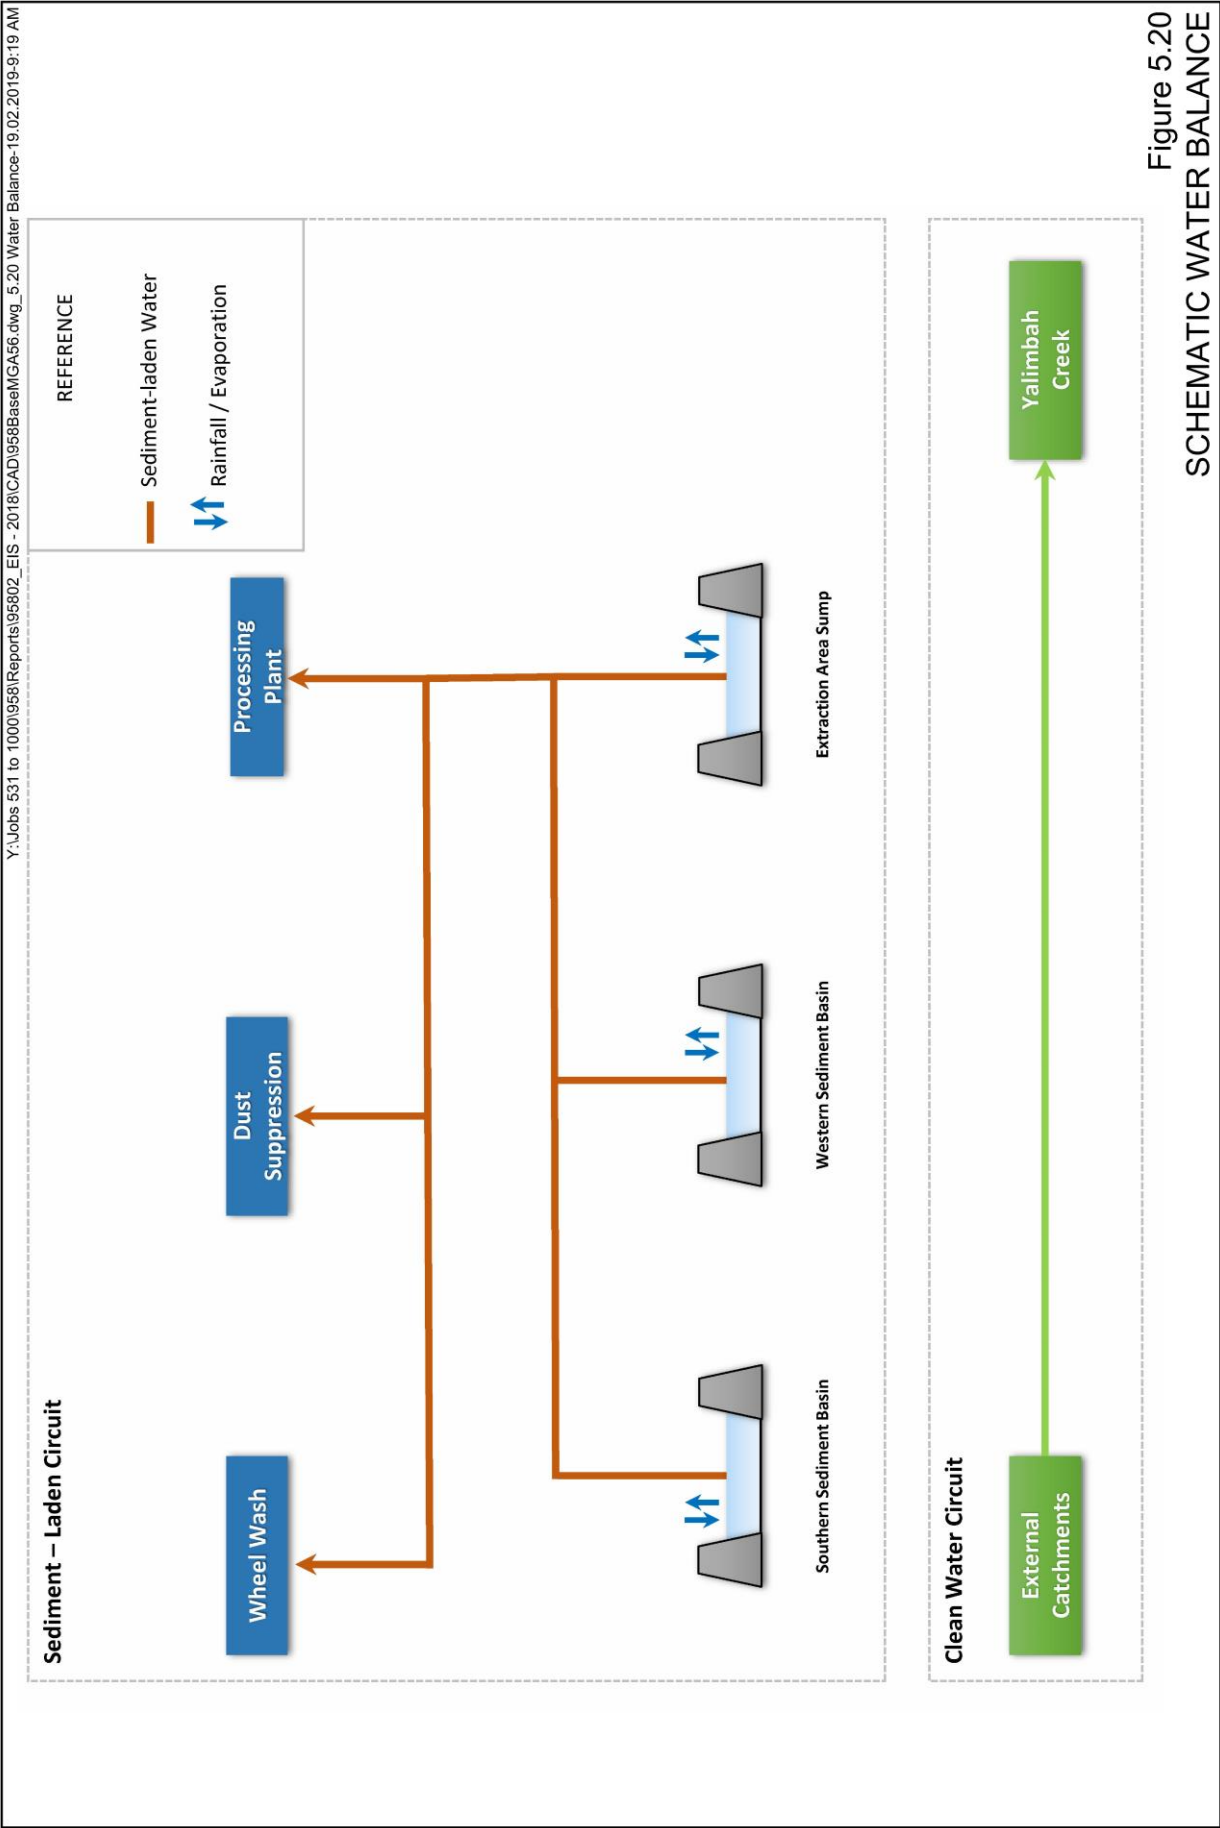 Y:\Jobs 531 to 1000\958\Reports\95802_EIS - 2018\CAD\958BaseMGA56.dwg_5.20 Water Balance-19.02.2019-9:19 AM
Sediment – Laden Circuit
REFERENCE
Sediment-laden Water
Rainfall / Evaporation
Wheel Wash
Dust
Suppression
Processing
Plant
Southern Sediment Basin
Western Sediment Basin
Extraction Area Sump
Clean Water Circuit
External
Catchments
Yalimbah
Creek
Figure 5.20
SCHEMATIC WATER BALANCE